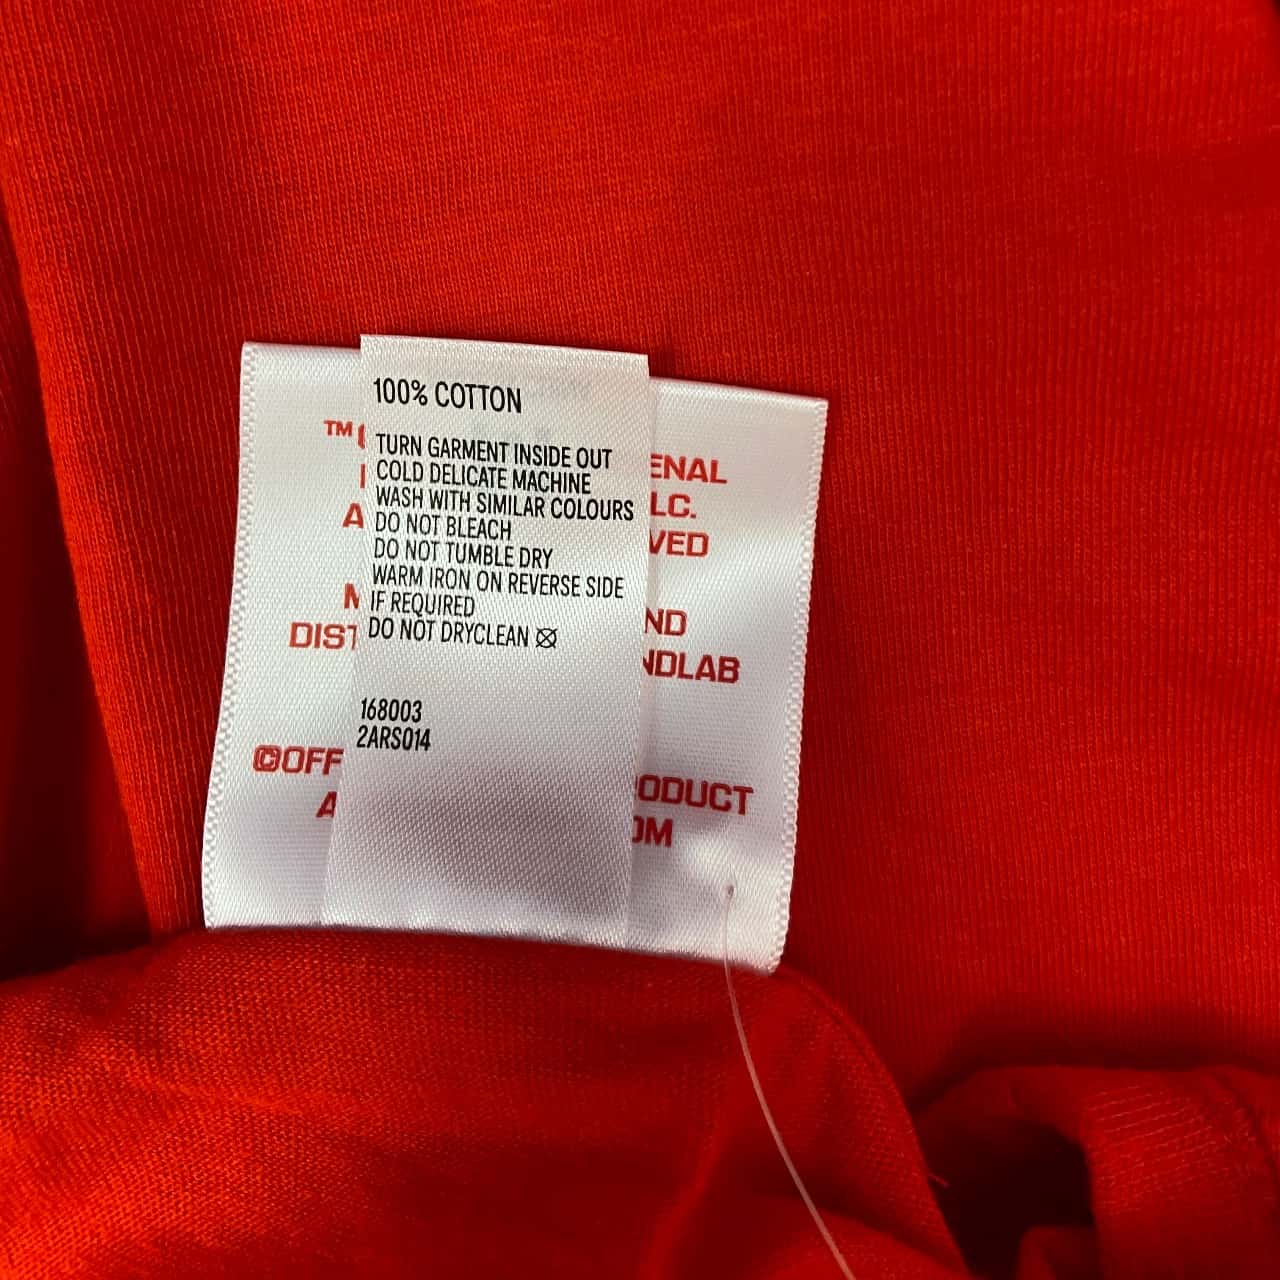 100% COTTON
TURN GARMENT INSIDE OUT
COLD DELICATE MACHINE
WASH WITH SIMILAR COLOURS
DO NOT BLEACH
DO NOT TUMBLE DRY
WARM IRON ON REVERSE SIDE
IF REQUIRED
DO NOT DRYCLEAN
168003
2ARS014
™ ENAL
LC.
A VED
ND
DIST NDLAB
©OFF ODUCT
A OM